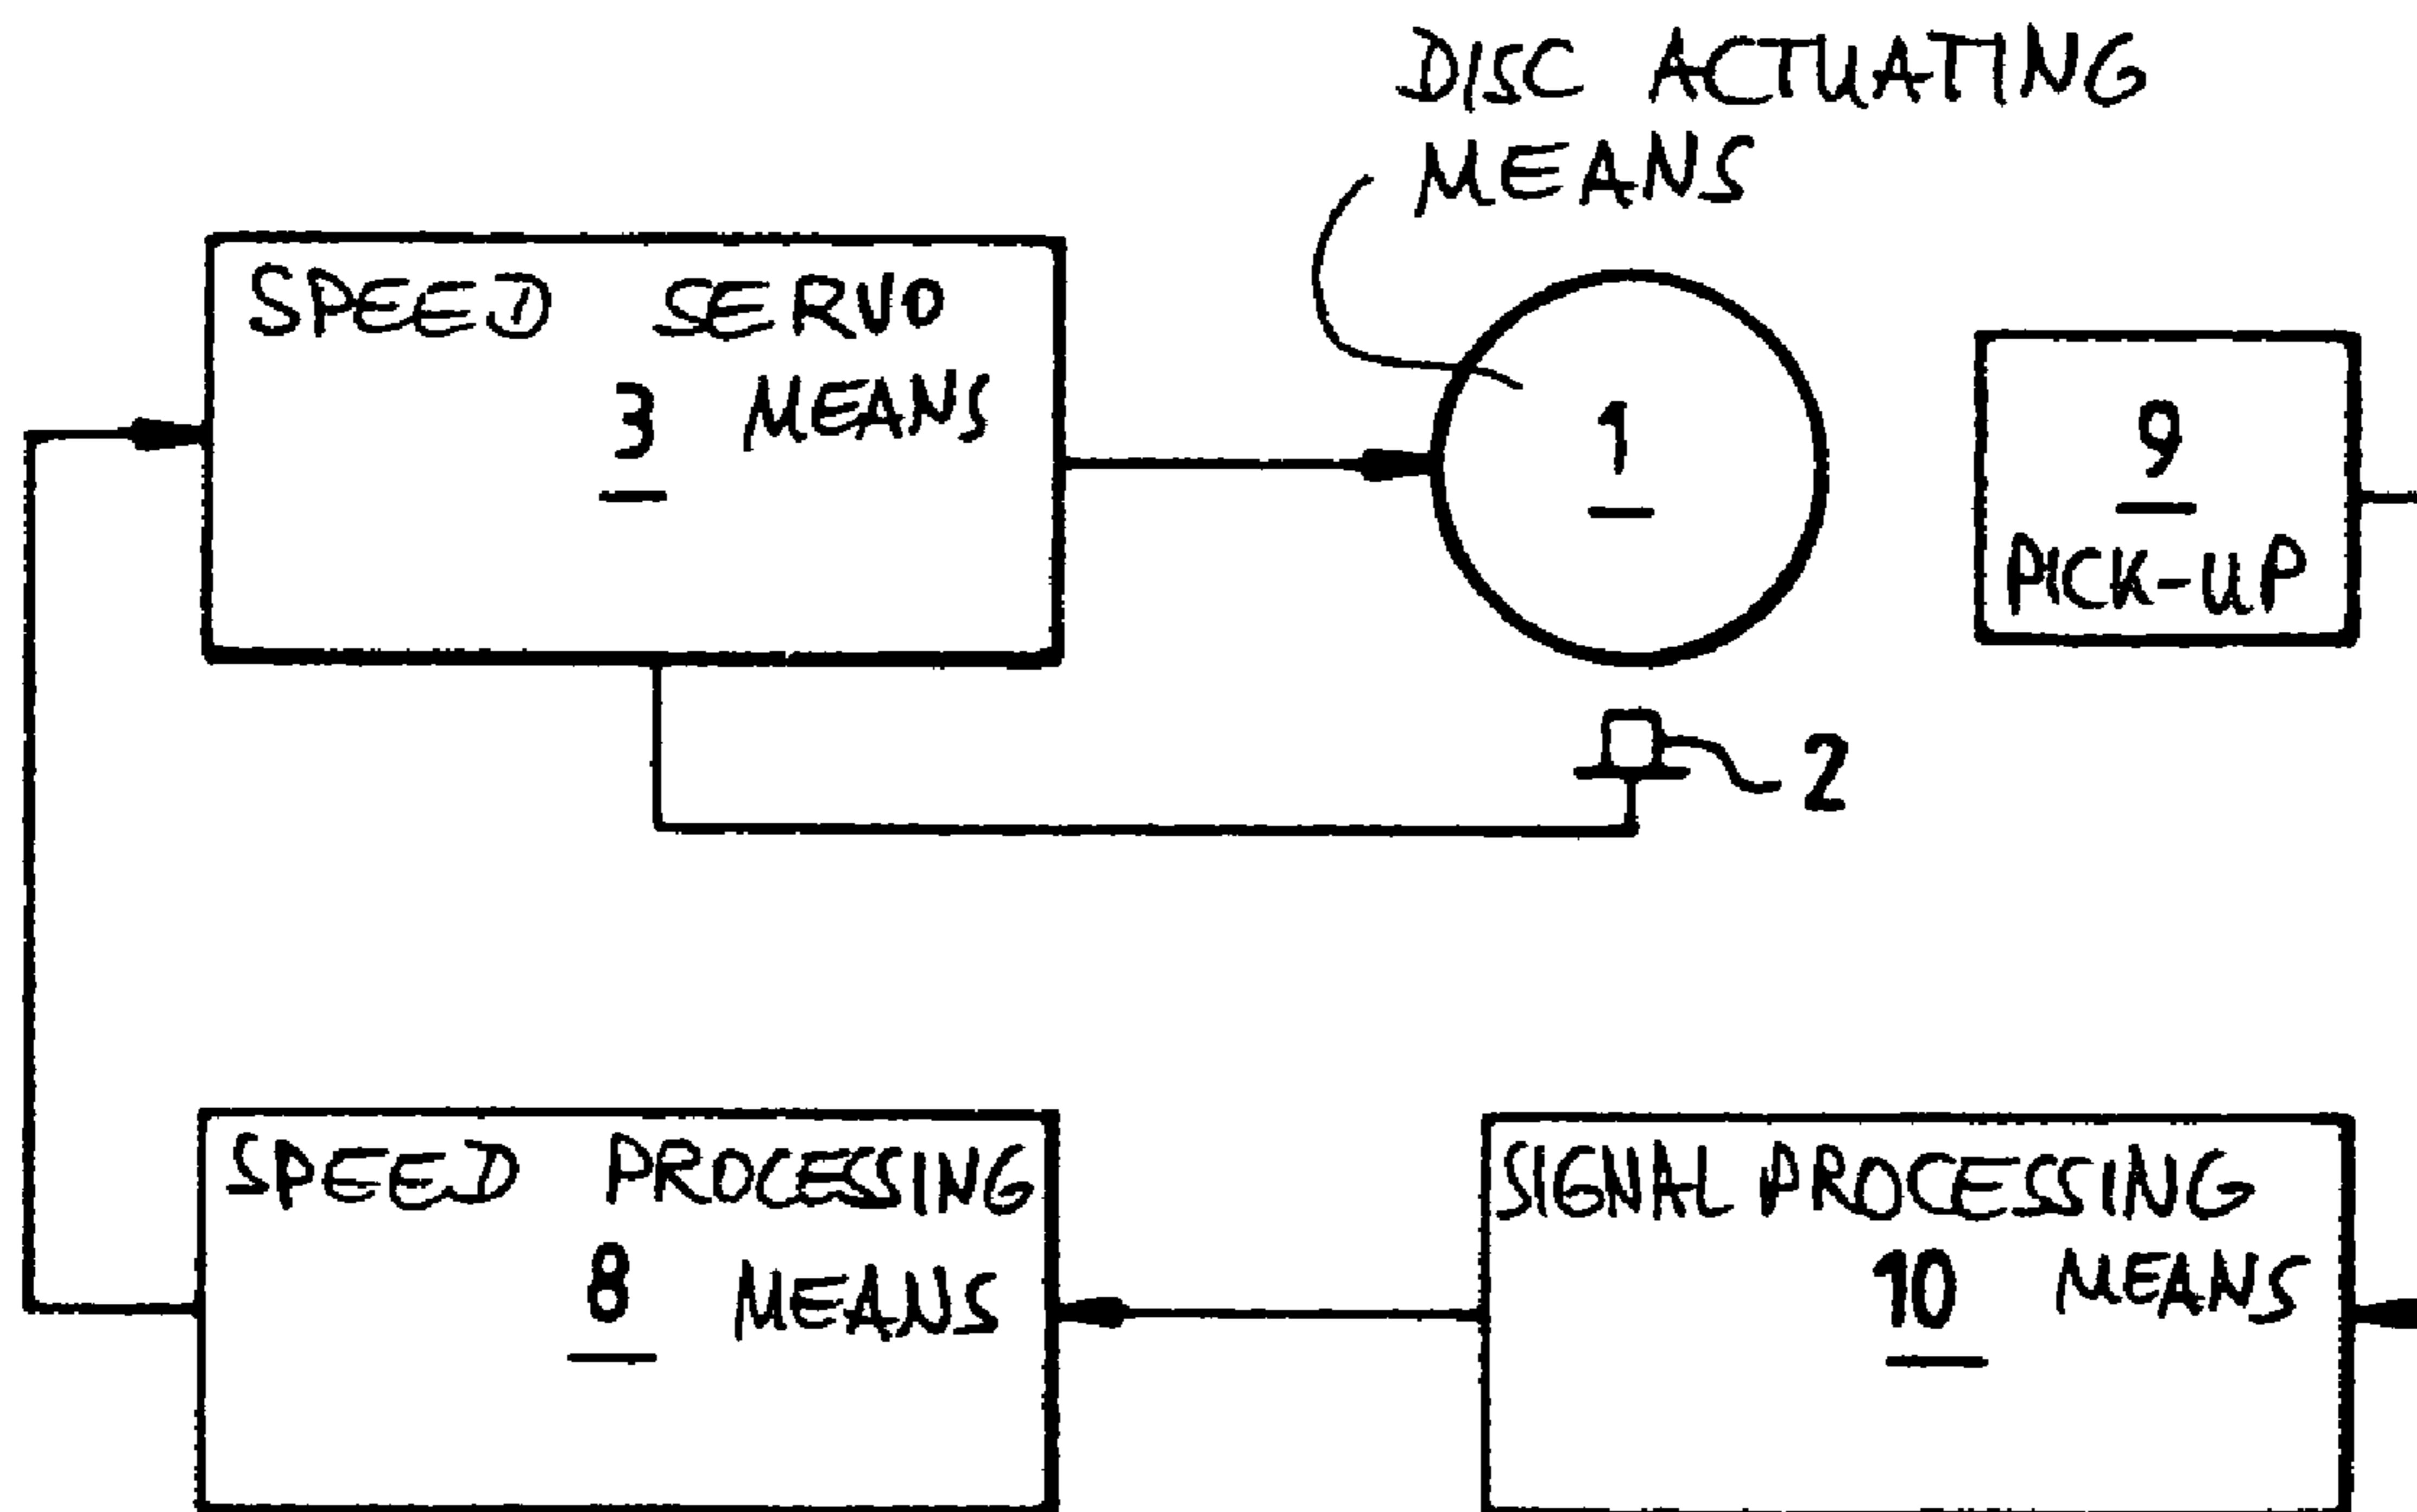 DISC ACTUATING
MEANS
SPEED SERVO
3 MEANS
1
9
PICK-UP
2
SPEED PROCESSING
8 MEANS
SIGNAL PROCESSING
10 MEANS